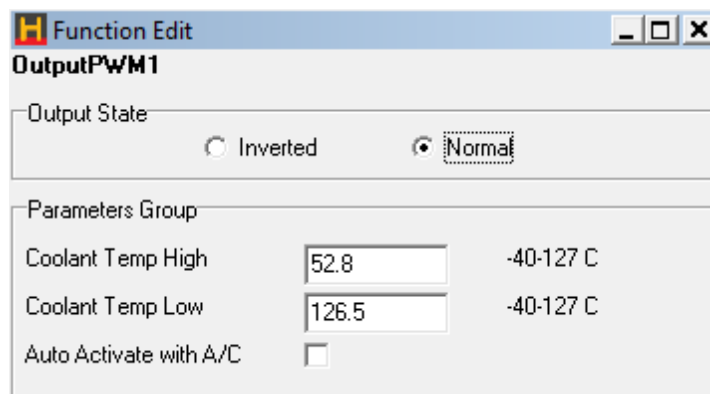 H Function Edit
OutputPWM1
Output State
Inverted Normal
Parameters Group
Coolant Temp High 52.8 -40-127 C
Coolant Temp Low 126.5 -40-127 C
Auto Activate with A/C